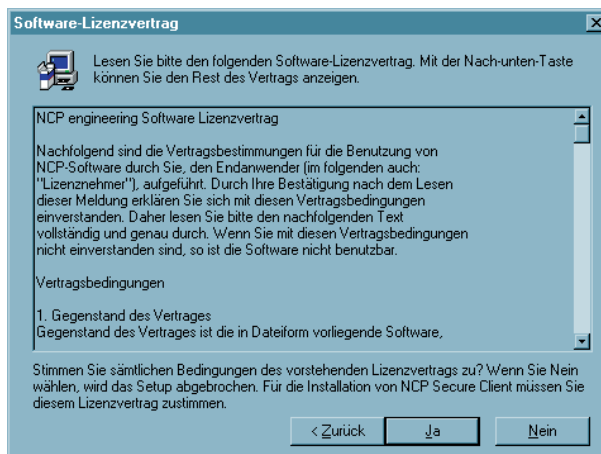 Software-Lizenzvertrag
Lesen Sie bitte den folgenden Software-Lizenzvertrag. Mit der Nach-unten-Taste
können Sie den Rest des Vertrags anzeigen.
NCP engineering Software Lizenzvertrag
Nachfolgend sind die Vertragsbestimmungen für die Benutzung von
NCP-Software durch Sie, den Endanwender (im folgenden auch:
"Lizenznehmer"), aufgeführt. Durch Ihre Bestätigung nach dem Lesen
dieser Meldung erklären Sie sich mit diesen Vertragsbedingungen
einverstanden. Daher lesen Sie bitte den nachfolgenden Text
vollständig und genau durch. Wenn Sie mit diesen Vertragsbedingungen
nicht einverstanden sind, so ist die Software nicht benutzbar.
Vertragsbedingungen
1. Gegenstand des Vertrages
Gegenstand des Vertrages ist die in Dateiform vorliegende Software,
Stimmen Sie sämtlichen Bedingungen des vorstehenden Lizenzvertrags zu? Wenn Sie Nein
wählen, wird das Setup abgebrochen. Für die Installation von NCP Secure Client müssen Sie
diesem Lizenzvertrag zustimmen.
< Zurück Ja Nein